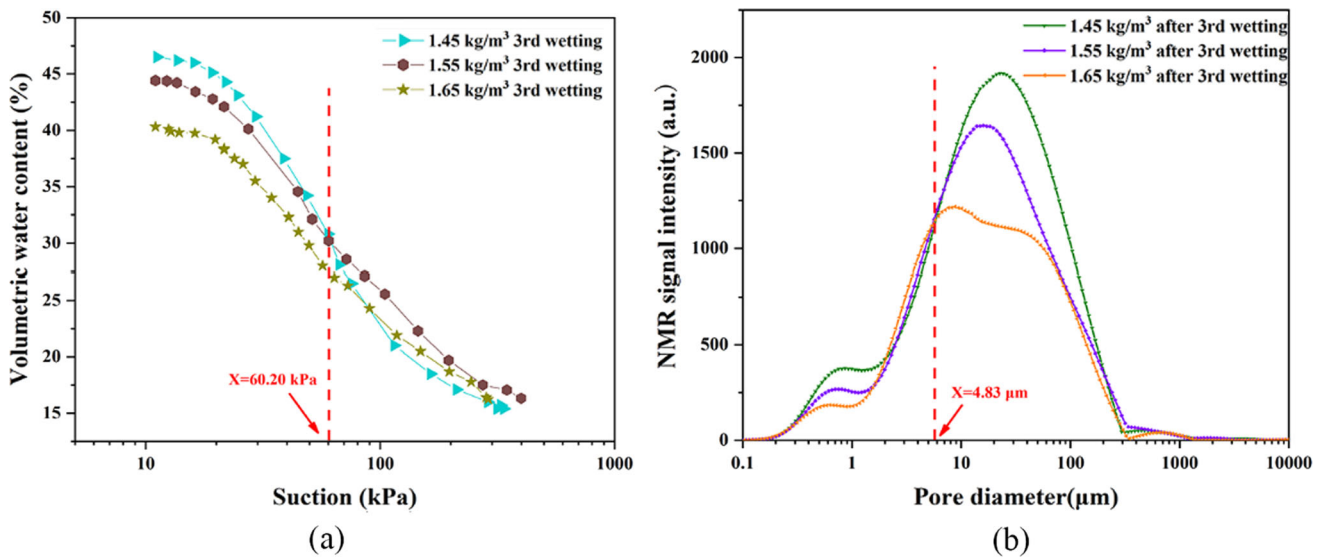 50
45
40
35
30
25
20
15
Volumetric water content (%)
1.45 kg/m³ 3rd wetting
1.55 kg/m³ 3rd wetting
1.65 kg/m³ 3rd wetting
X=60.20 kPa
10
100
1000
Suction (kPa)
(a)
2000
1500
1000
500
0
NMR signal intensity (a.u.)
1.45 kg/m³ after 3rd wetting
1.55 kg/m³ after 3rd wetting
1.65 kg/m³ after 3rd wetting
X=4.83 μm
0.1
1
10
100
1000
10000
Pore diameter(μm)
(b)